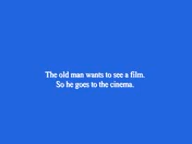 The old man wants to see a film.
So he goes to the cinema.